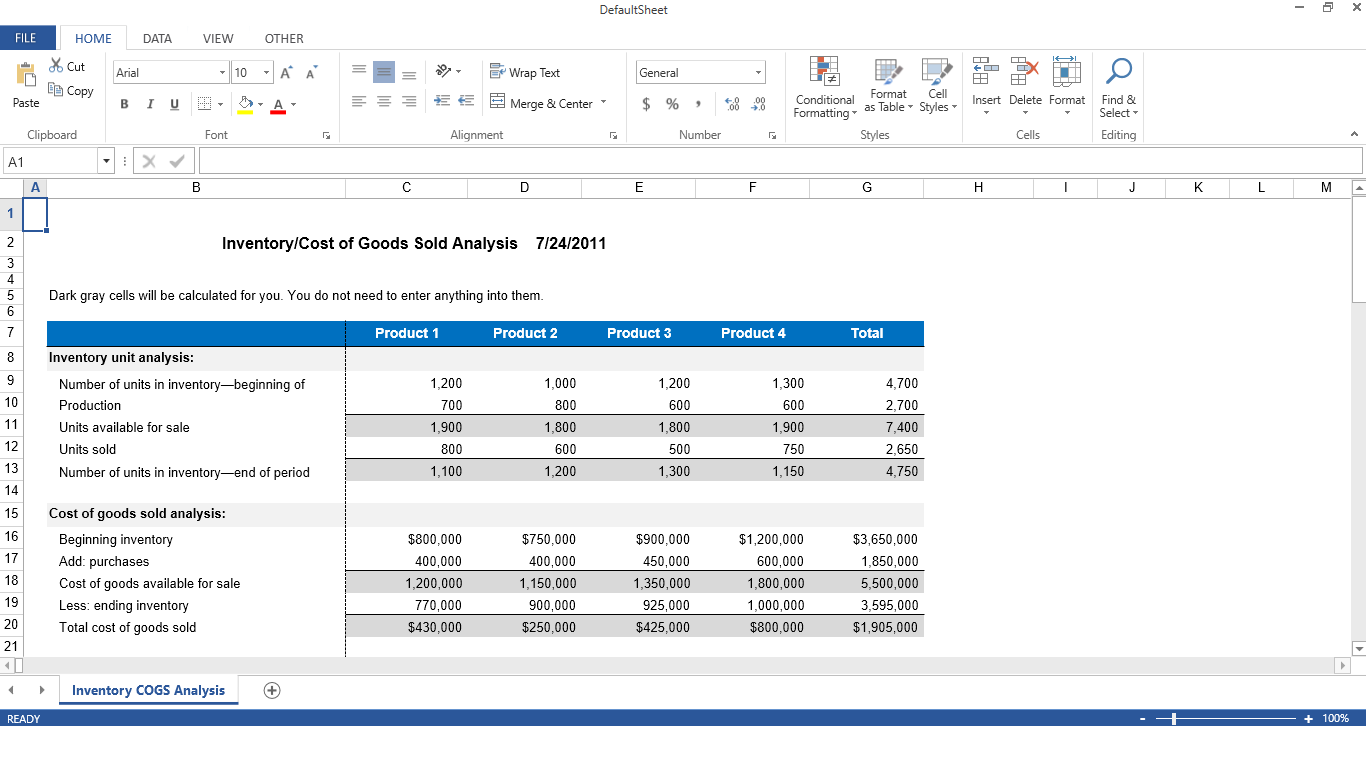 DefaultSheet
FILE HOME DATA VIEW OTHER
Paste Cut Copy Clipboard
Arial 10 A A B I U A Font
Wrap Text Merge & Center Alignment
General $ % , .00 .00 Number
Conditional Formatting Format as Table Cell Styles Styles
Insert Delete Format Cells
Find & Select Editing
A1
A B C D E F G H I J K L M
1
2 Inventory/Cost of Goods Sold Analysis 7/24/2011
3
4
5 Dark gray cells will be calculated for you. You do not need to enter anything into them.
6
7 Product 1 Product 2 Product 3 Product 4 Total
8 Inventory unit analysis:
9 Number of units in inventory—beginning of 1,200 1,000 1,200 1,300 4,700
10 Production 700 800 600 600 2,700
11 Units available for sale 1,900 1,800 1,800 1,900 7,400
12 Units sold 800 600 500 750 2,650
13 Number of units in inventory—end of period 1,100 1,200 1,300 1,150 4,750
14
15 Cost of goods sold analysis:
16 Beginning inventory $800,000 $750,000 $900,000 $1,200,000 $3,650,000
17 Add: purchases 400,000 400,000 450,000 600,000 1,850,000
18 Cost of goods available for sale 1,200,000 1,150,000 1,350,000 1,800,000 5,500,000
19 Less: ending inventory 770,000 900,000 925,000 1,000,000 3,595,000
20 Total cost of goods sold $430,000 $250,000 $425,000 $800,000 $1,905,000
21
Inventory COGS Analysis
READY - + 100%